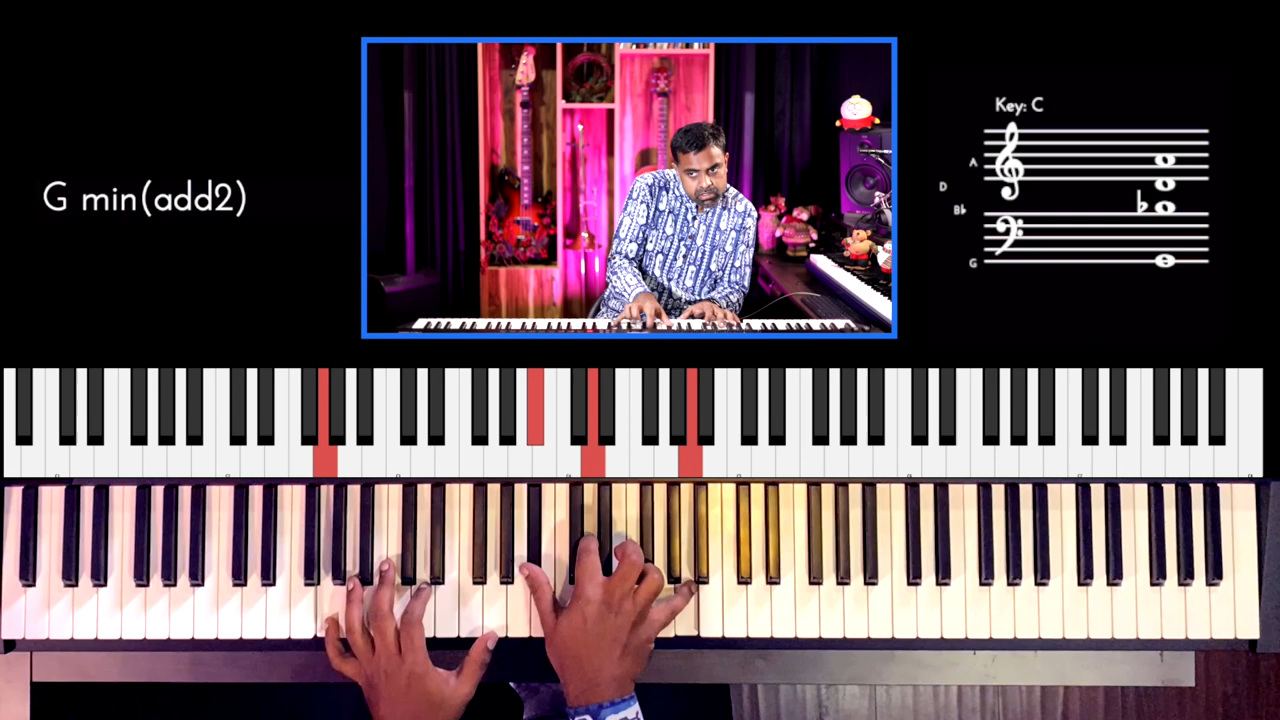 G min(add2)
Key: C
A
D
B♭
G